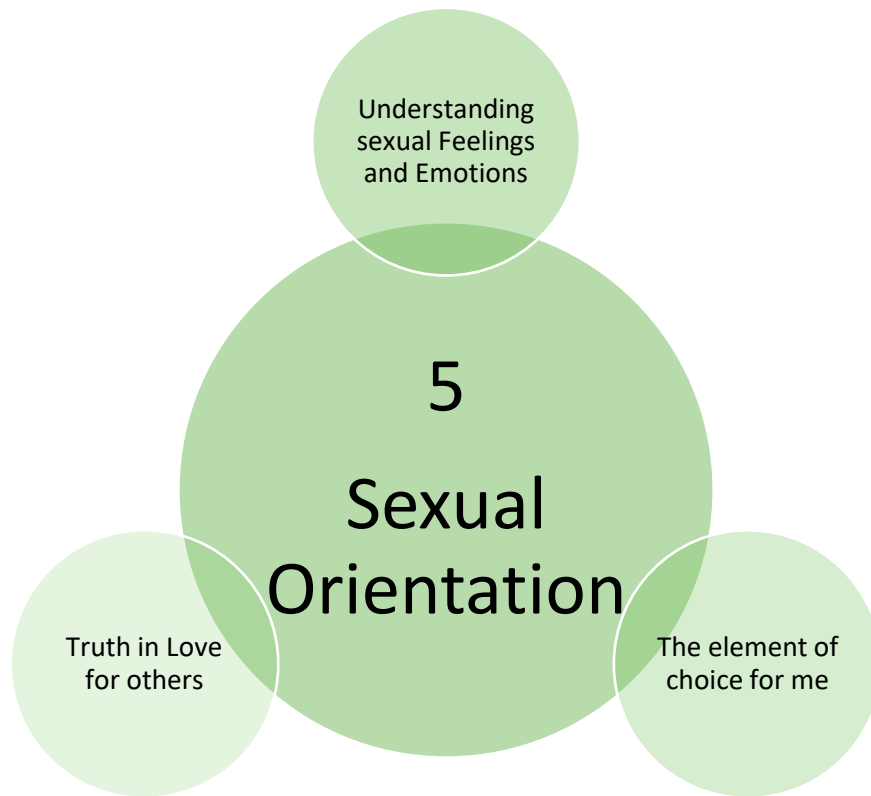 Understanding
sexual Feelings
and Emotions
5
Sexual
Orientation
Truth in Love
for others
The element of
choice for me